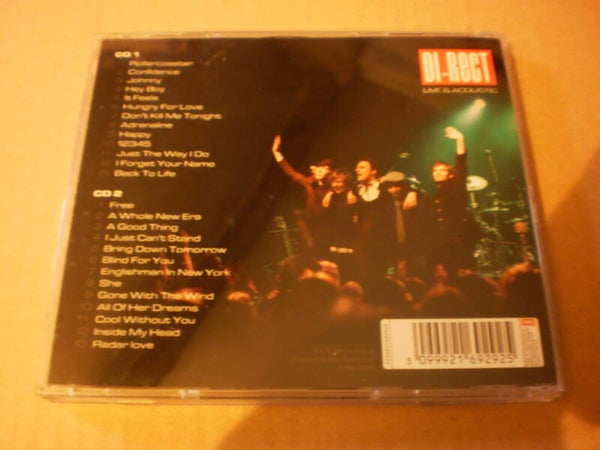 CD 1
Rollercoaster
Confidence
Johnny
Hey Boy
It Feels
Hungry For Love
Don't Kill Me Tonight
Adrenaline
Happy
12345
Just The Way I Do
I Forget Your Name
Back To Life
CD 2
Free
A Whole New Era
A Good Thing
I Just Can't Stand
Bring Down Tomorrow
Blind For You
Englishmen In New York
She
Gone With The Wind
All Of Her Dreams
Cool Without You
Inside My Head
Radar love
DI-RECT
LIVE & ACOUSTIC
5 099921 692925